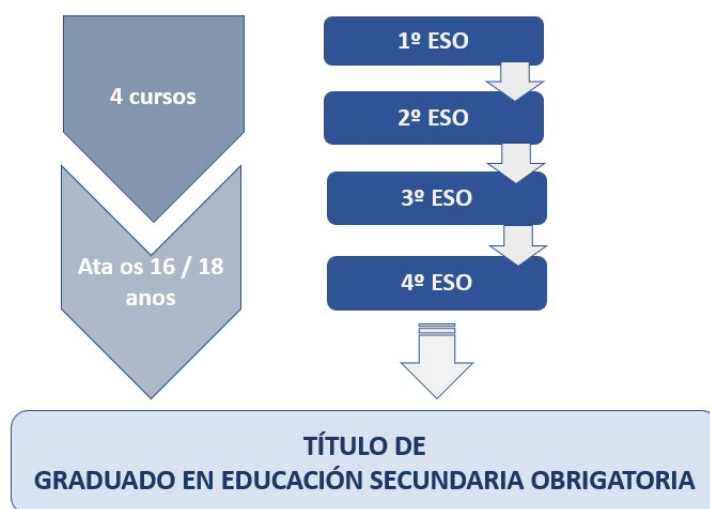 4 cursos
Ata os 16 / 18
anos
1º ESO
2º ESO
3º ESO
4º ESO
TÍTULO DE
GRADUADO EN EDUCACIÓN SECUNDARIA OBRIGATORIA